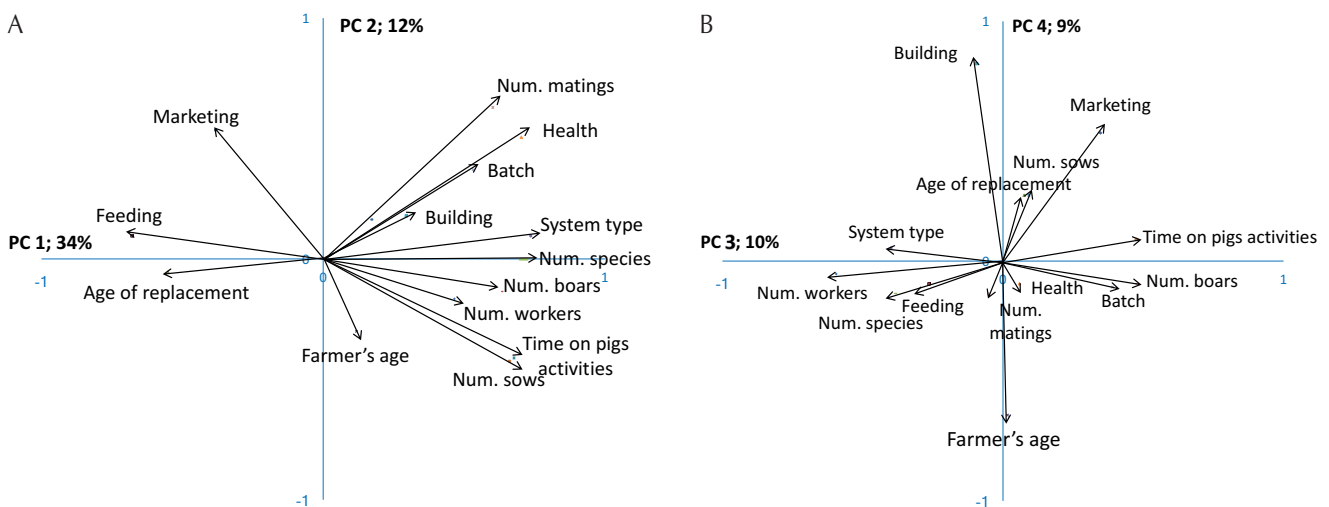 A
1
PC 2; 12%
Num. matings
Marketing
Health
Batch
Feeding
Building
System type
PC 1; 34%
0
Num. species
-1
0
1
Age of replacement
Num. boars
Num. workers
Farmer’s age
Time on pigs
activities
Num. sows
-1
B
1
PC 4; 9%
Building
Marketing
Num. sows
Age of replacement
System type
Time on pigs activities
PC 3; 10%
0
-1
0
1
Num. workers
Feeding
Health
Batch
Num. boars
Num. species
Num.
matings
Farmer’s age
-1